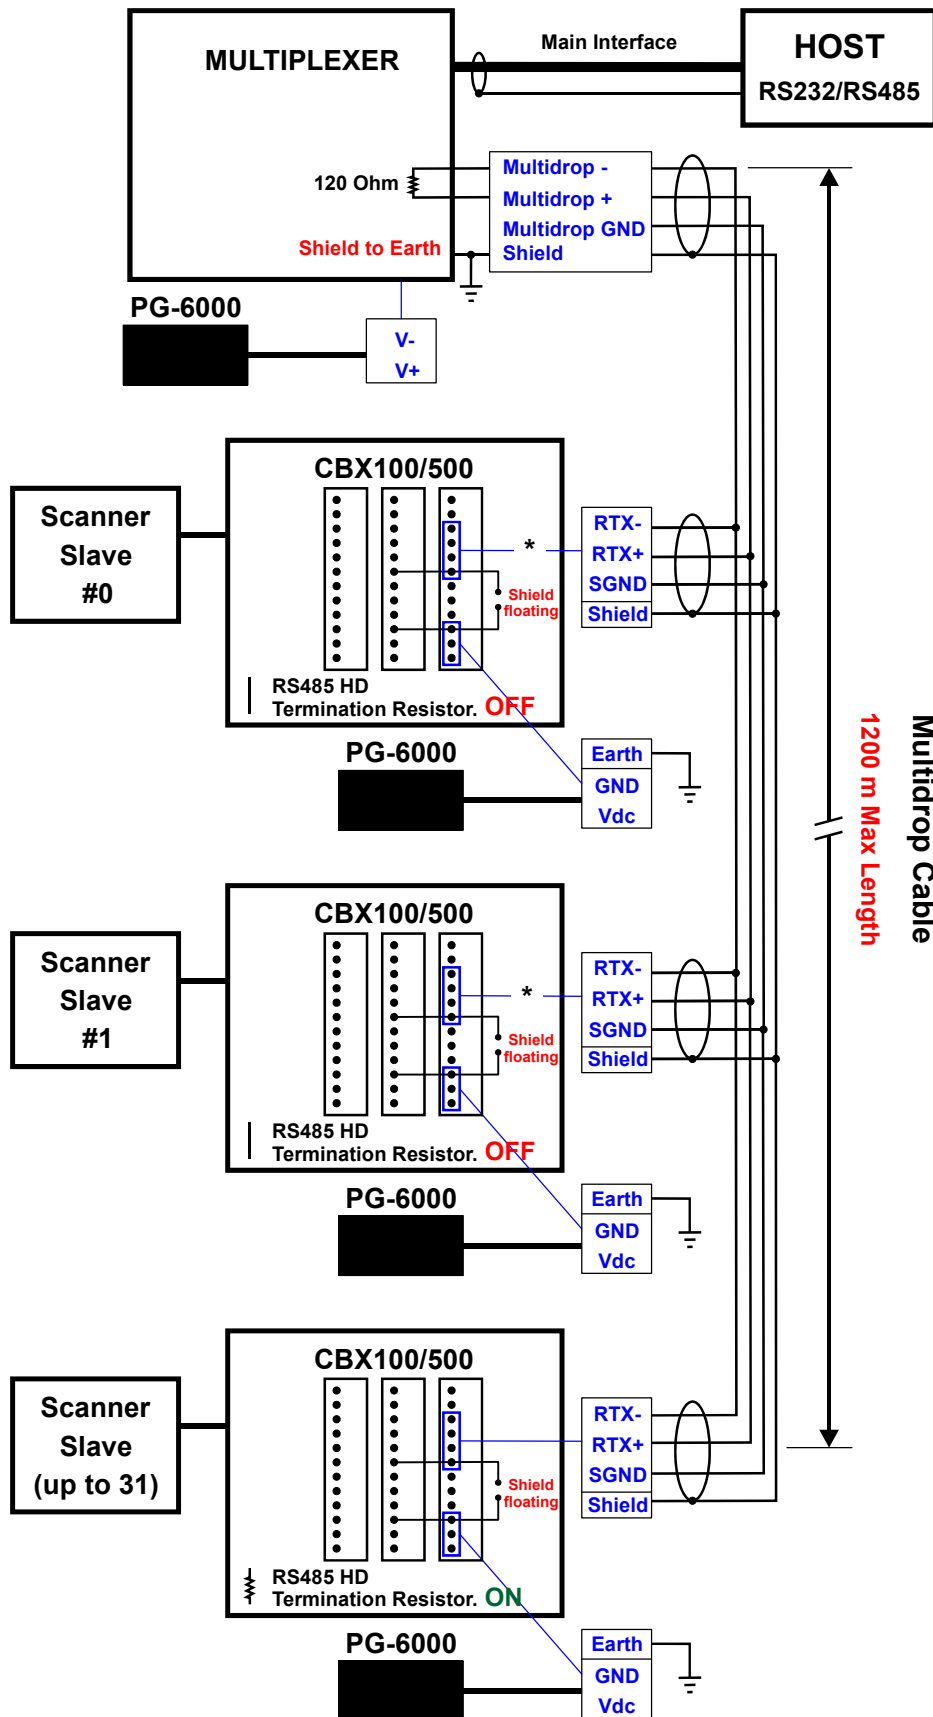 MULTIPLEXER
Main Interface
HOST
RS232/RS485
120 Ohm
Multidrop -
Multidrop +
Multidrop GND
Shield
Shield to Earth
PG-6000
V-
V+
CBX100/500
Scanner
Slave
#0
*
RTX-
RTX+
SGND
Shield
Shield
floating
RS485 HD
Termination Resistor. OFF
PG-6000
Earth
GND
Vdc
Multidrop Cable
1200 m Max Length
CBX100/500
Scanner
Slave
#1
*
RTX-
RTX+
SGND
Shield
Shield
floating
RS485 HD
Termination Resistor. OFF
PG-6000
Earth
GND
Vdc
CBX100/500
Scanner
Slave
(up to 31)
RTX-
RTX+
SGND
Shield
Shield
floating
RS485 HD
Termination Resistor. ON
PG-6000
Earth
GND
Vdc